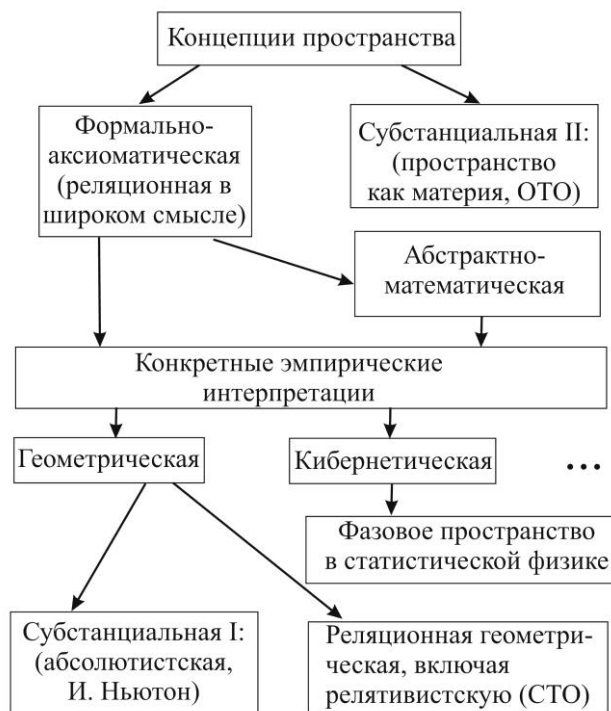 Концепции пространства
Формально-
аксиоматическая
(реляционная в
широком смысле)
Субстанциальная II:
(пространство
как материя, ОТО)
Абстрактно-
математическая
Конкретные эмпирические
интерпретации
Геометрическая
Кибернетическая
...
Фазовое пространство
в статистической физике
Субстанциальная I:
(абсолютистская,
И. Ньютон)
Реляционная геометри-
ческая, включая
релятивистскую (СТО)